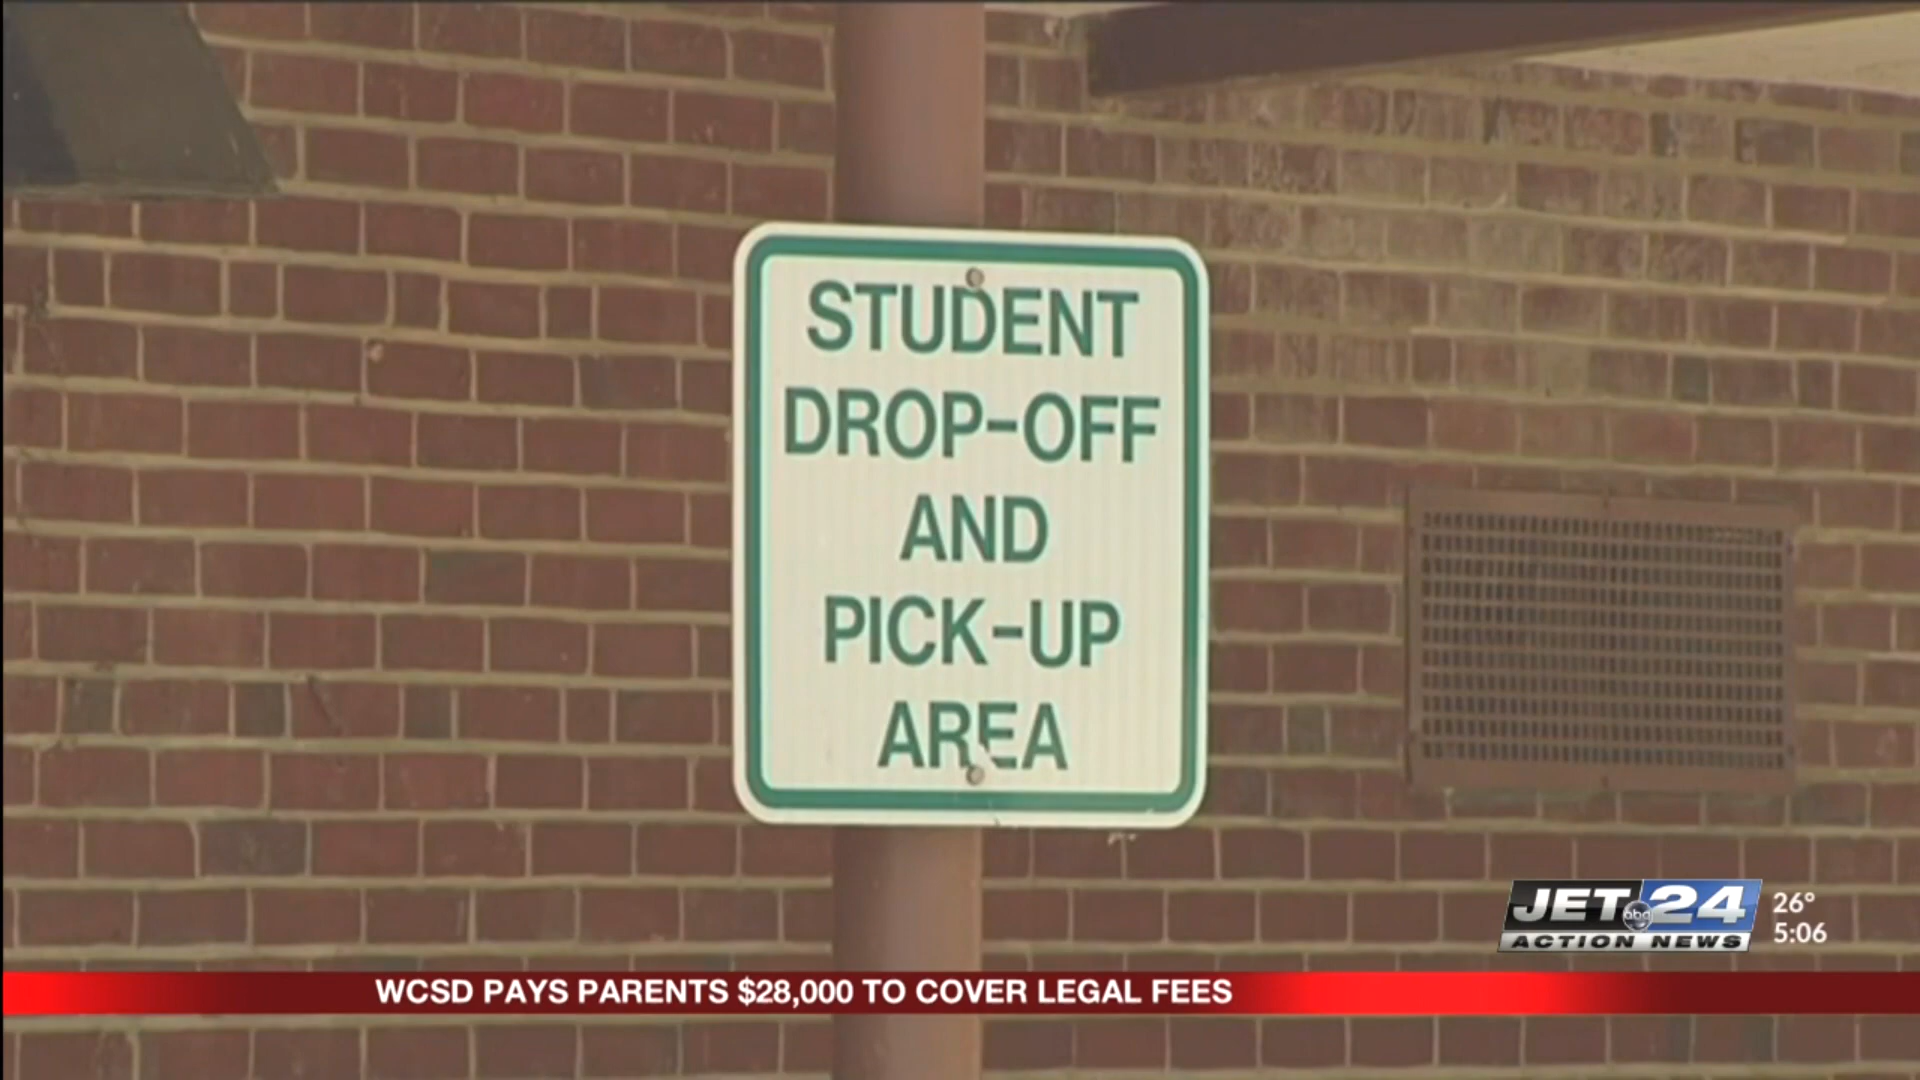 STUDENT
DROP-OFF
AND
PICK-UP
AREA
JET 24
abc
ACTION NEWS
26°
5:06
WCSD PAYS PARENTS $28,000 TO COVER LEGAL FEES